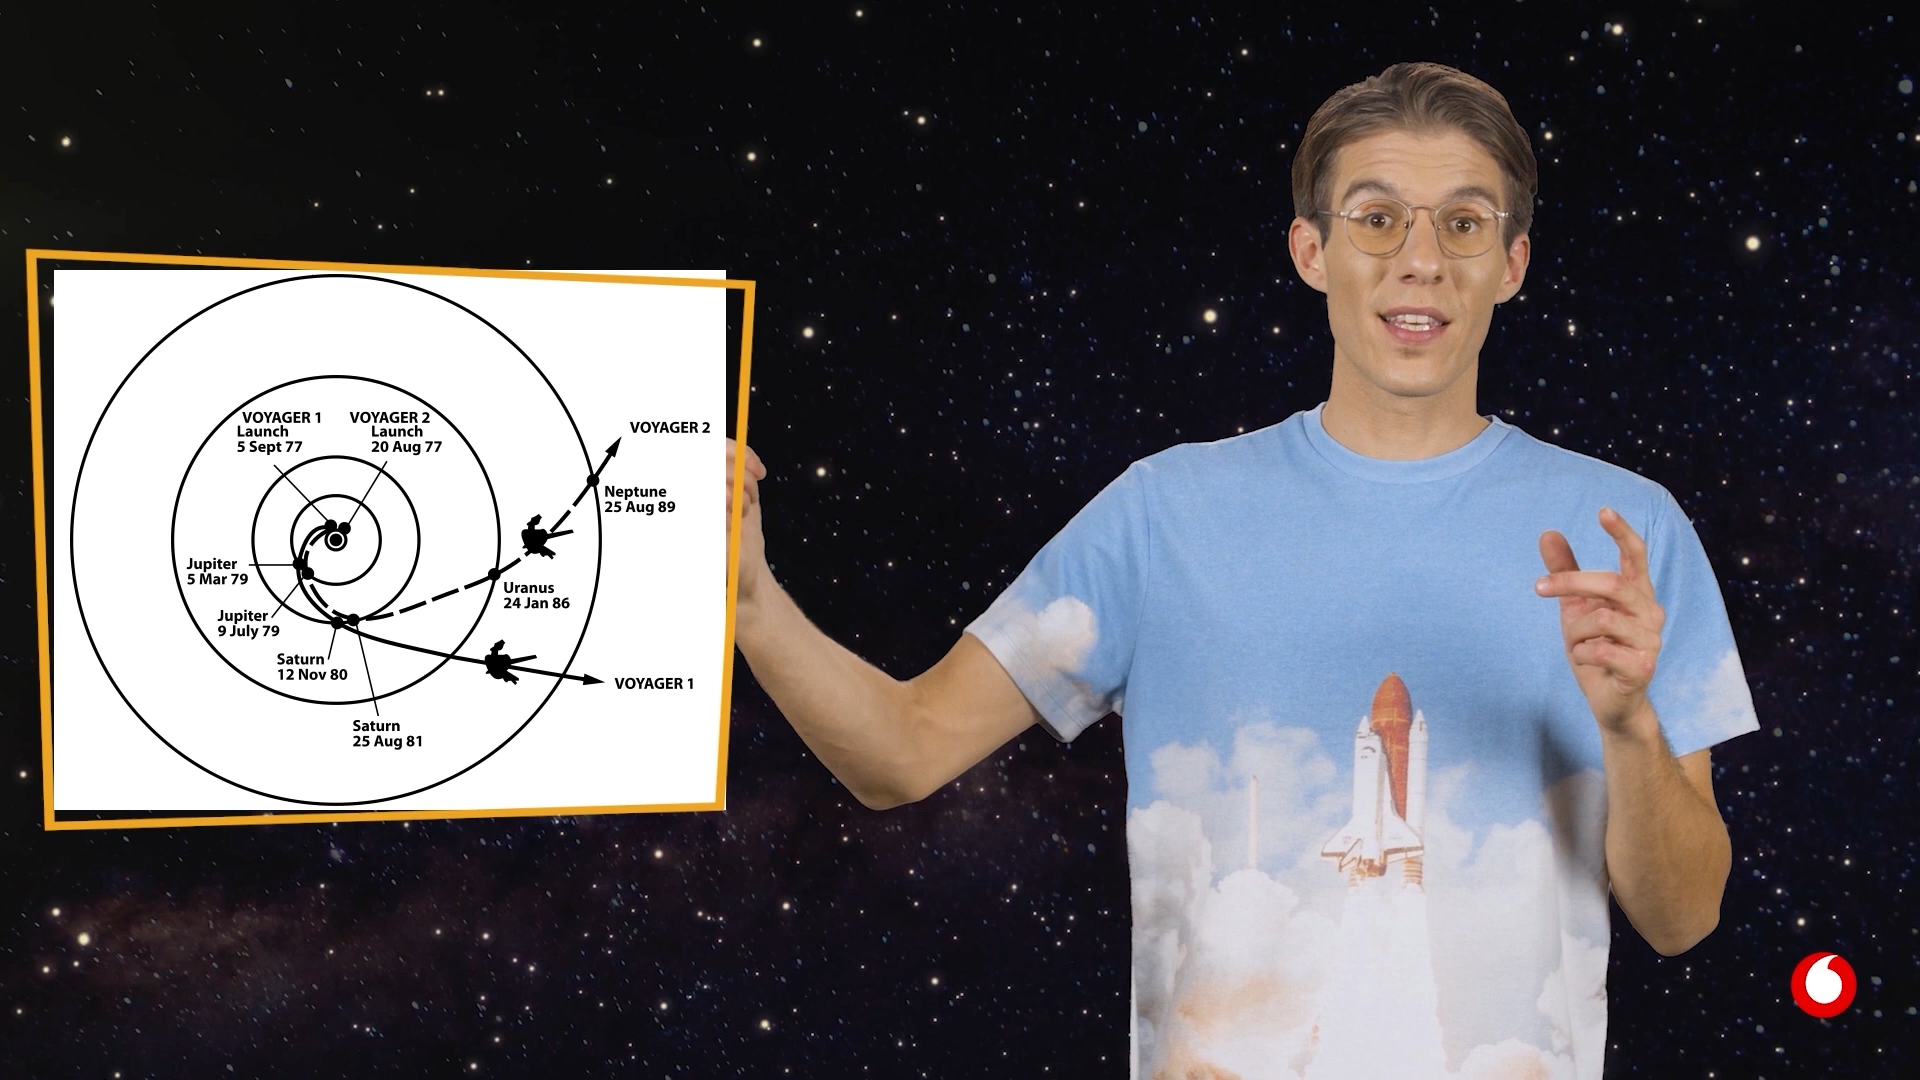 VOYAGER 1
Launch
5 Sept 77
VOYAGER 2
Launch
20 Aug 77
VOYAGER 2
Neptune
25 Aug 89
Jupiter
5 Mar 79
Uranus
24 Jan 86
Jupiter
9 July 79
Saturn
12 Nov 80
VOYAGER 1
Saturn
25 Aug 81